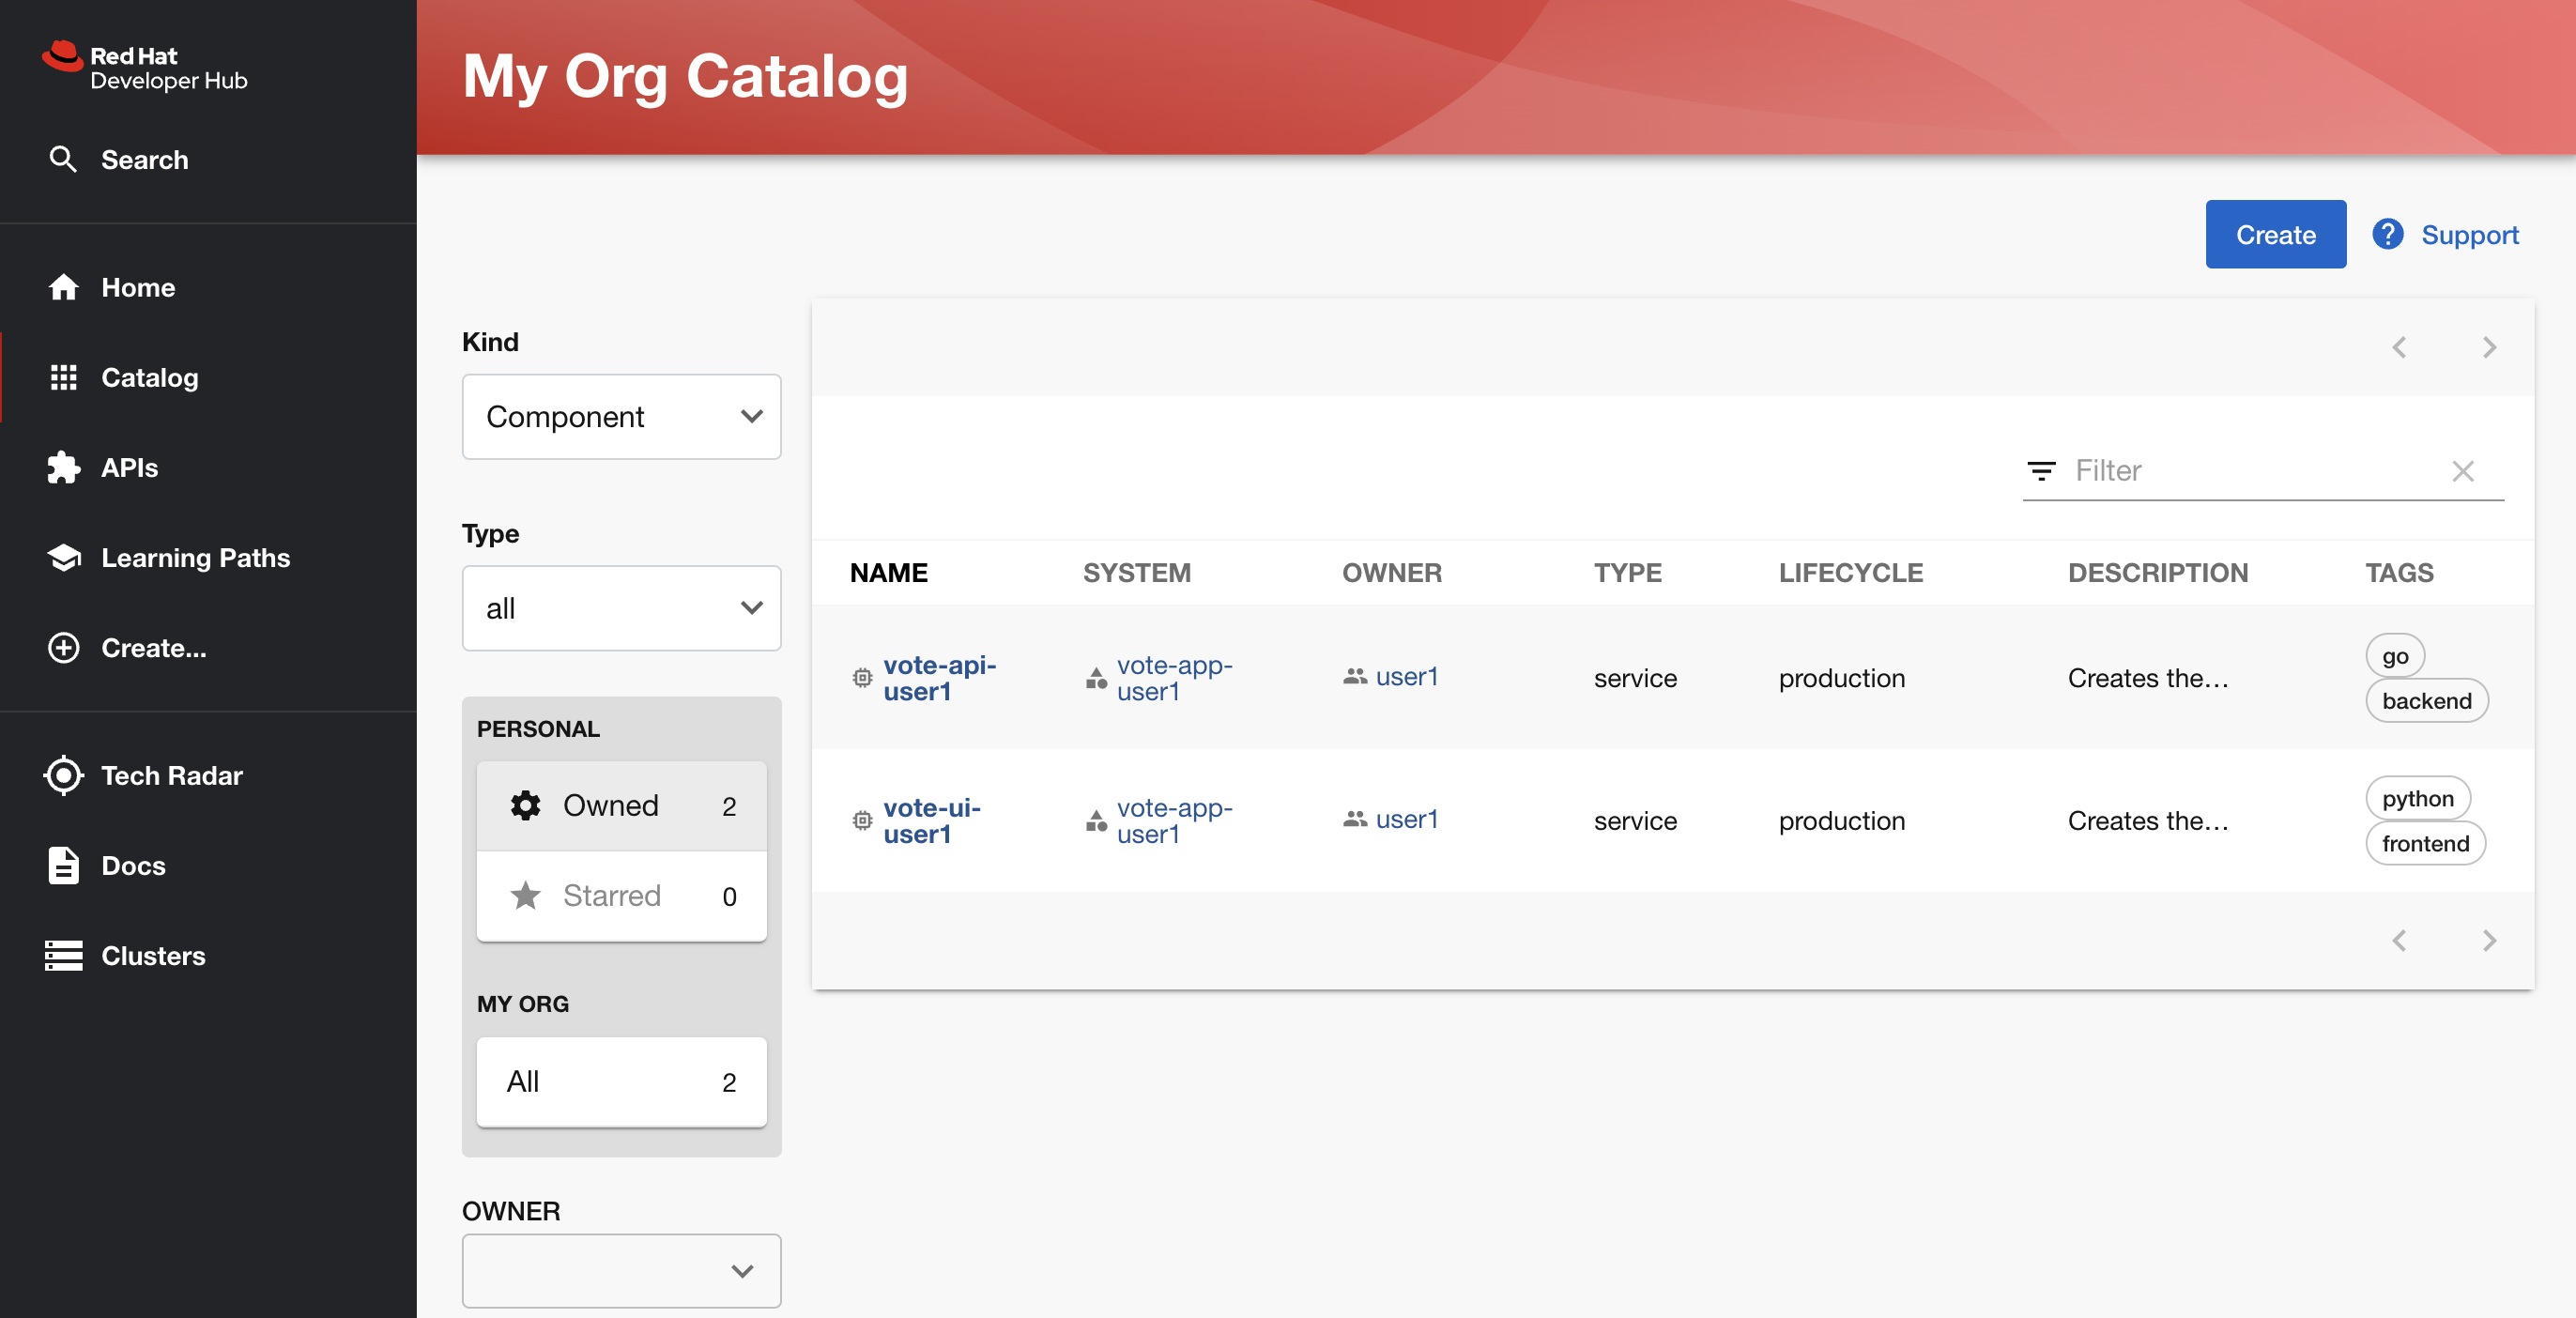 Red Hat
Developer Hub
Search
Home
Catalog
APIs
Learning Paths
Create...
Tech Radar
Docs
Clusters
My Org Catalog
Create
? Support
Kind
Component
Type
all
PERSONAL
Owned 2
Starred 0
MY ORG
All 2
OWNER
Filter
NAME SYSTEM OWNER TYPE LIFECYCLE DESCRIPTION TAGS
vote-api-
user1
vote-app-
user1
user1
service
production
Creates the...
go
backend
vote-ui-
user1
vote-app-
user1
user1
service
production
Creates the...
python
frontend